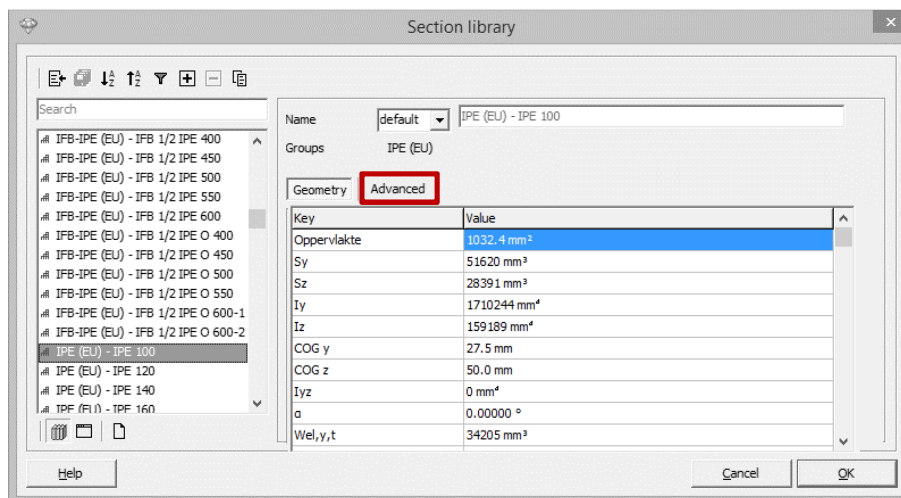 Section library
Search
IFB-IPE (EU) - IFB 1/2 IPE 400
IFB-IPE (EU) - IFB 1/2 IPE 450
IFB-IPE (EU) - IFB 1/2 IPE 500
IFB-IPE (EU) - IFB 1/2 IPE 550
IFB-IPE (EU) - IFB 1/2 IPE 600
IFB-IPE (EU) - IFB 1/2 IPE O 400
IFB-IPE (EU) - IFB 1/2 IPE O 450
IFB-IPE (EU) - IFB 1/2 IPE O 500
IFB-IPE (EU) - IFB 1/2 IPE O 550
IFB-IPE (EU) - IFB 1/2 IPE O 600-1
IFB-IPE (EU) - IFB 1/2 IPE O 600-2
IPE (EU) - IPE 100
IPE (EU) - IPE 120
IPE (EU) - IPE 140
IPE (EU) - IPE 160
Name default IPE (EU) - IPE 100
Groups IPE (EU)
Geometry Advanced
Key Value
Oppervlakte 1032.4 mm²
Sy 51620 mm³
Sz 28391 mm³
Iy 1710244 mm⁴
Iz 159189 mm⁴
COG y 27.5 mm
COG z 50.0 mm
Iyz 0 mm⁴
α 0.00000 °
Wel,y,t 34205 mm³
Help Cancel OK